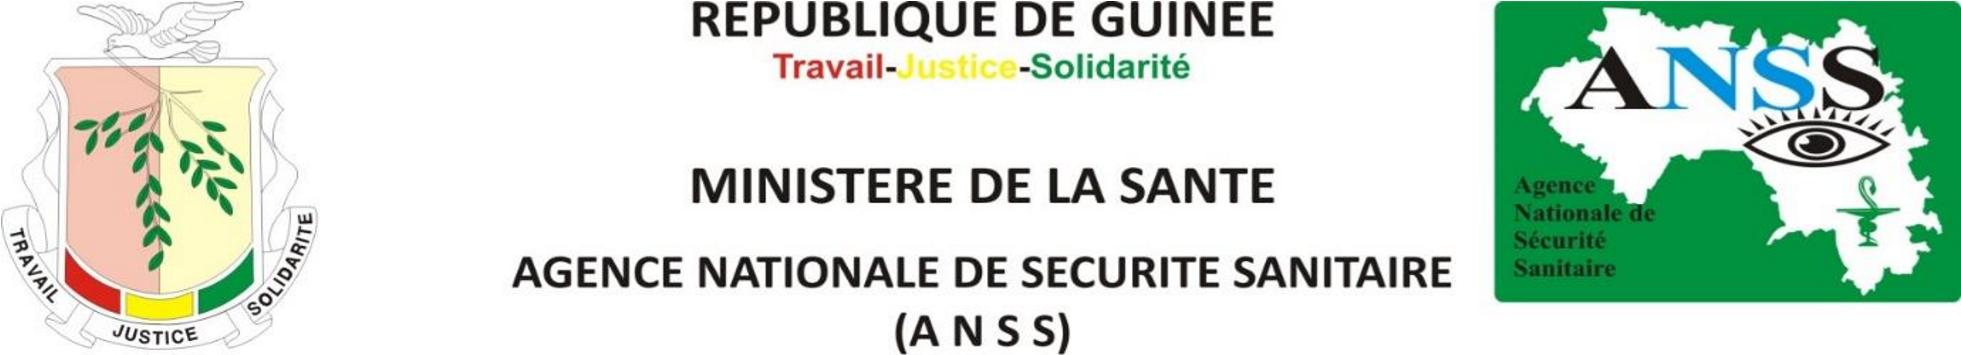 REPUBLIQUE DE GUINEE
Travail-Justice-Solidarité
MINISTERE DE LA SANTE
AGENCE NATIONALE DE SECURITE SANITAIRE
(A N S S)
TRAVAIL
JUSTICE
SOLIDARITE
ANSS
Agence
Nationale de
Sécurité
Sanitaire